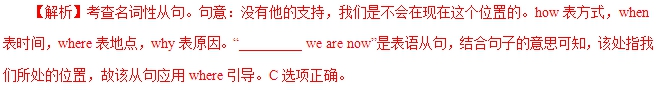 【解析】考查名词性从句。句意：没有他的支持，我们是不会在现在这个位置的。how 表方式，when
表时间，where 表地点，why 表原因。“________ we are now”是表语从句，结合句子的意思可知，该处指我
们所处的位置，故该从句应用 where 引导。C 选项正确。